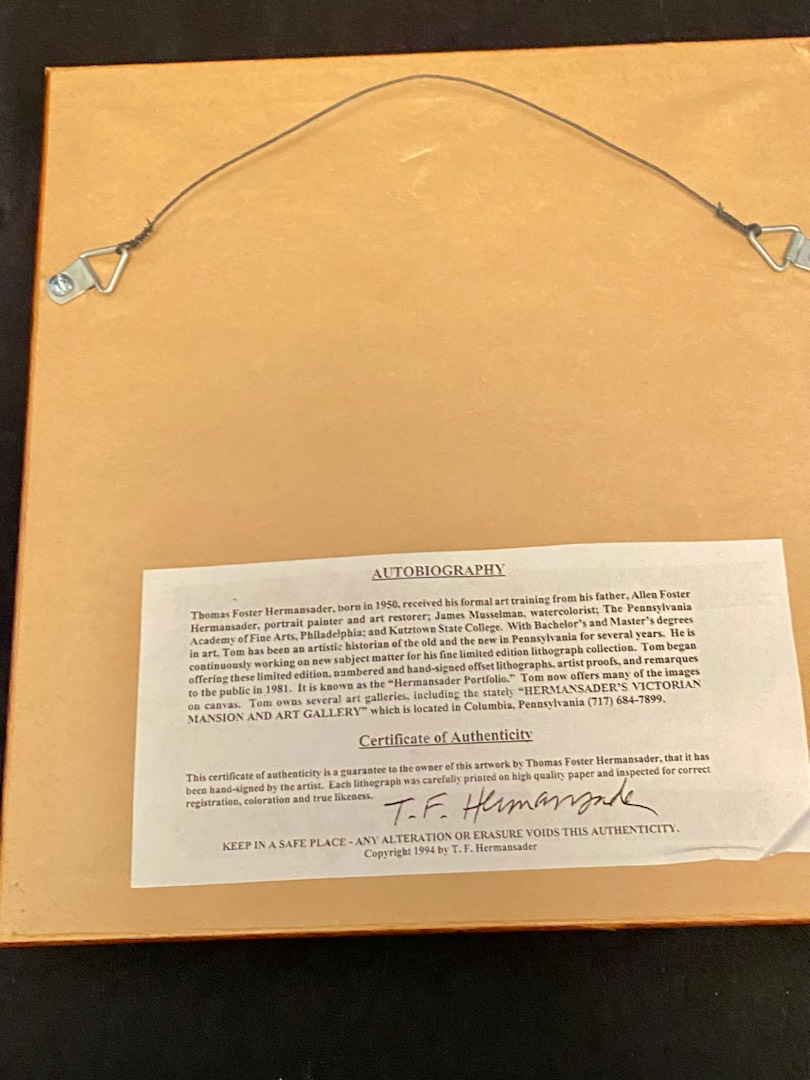 AUTOBIOGRAPHY
Thomas Foster Hermansader, born in 1950, received his formal art training from his father, Allen Foster
Hermansader, portrait painter and art restorer; James Musselman, watercolorist; The Pennsylvania
Academy of Fine Arts, Philadelphia; and Kutztown State College. With Bachelor's and Master's degrees
in art, Tom has been an artistic historian of the old and the new in Pennsylvania for several years. He is
continuously working on new subject matter for his fine limited edition lithograph collection. Tom began
offering these limited edition, numbered and hand-signed offset lithographs, artist proofs, and remarques
to the public in 1981. It is known as the “Hermansader Portfolio.” Tom now offers many of the images
on canvas. Tom owns several art galleries, including the stately “HERMANSADER'S VICTORIAN
MANSION AND ART GALLERY” which is located in Columbia, Pennsylvania (717) 684-7899.
Certificate of Authenticity
This certificate of authenticity is a guarantee to the owner of this artwork by Thomas Foster Hermansader, that it has
been hand-signed by the artist. Each lithograph was carefully printed on high quality paper and inspected for correct
registration, coloration and true likeness.
T. F. Hermansader
KEEP IN A SAFE PLACE - ANY ALTERATION OR ERASURE VOIDS THIS AUTHENTICITY.
Copyright 1994 by T. F. Hermansader